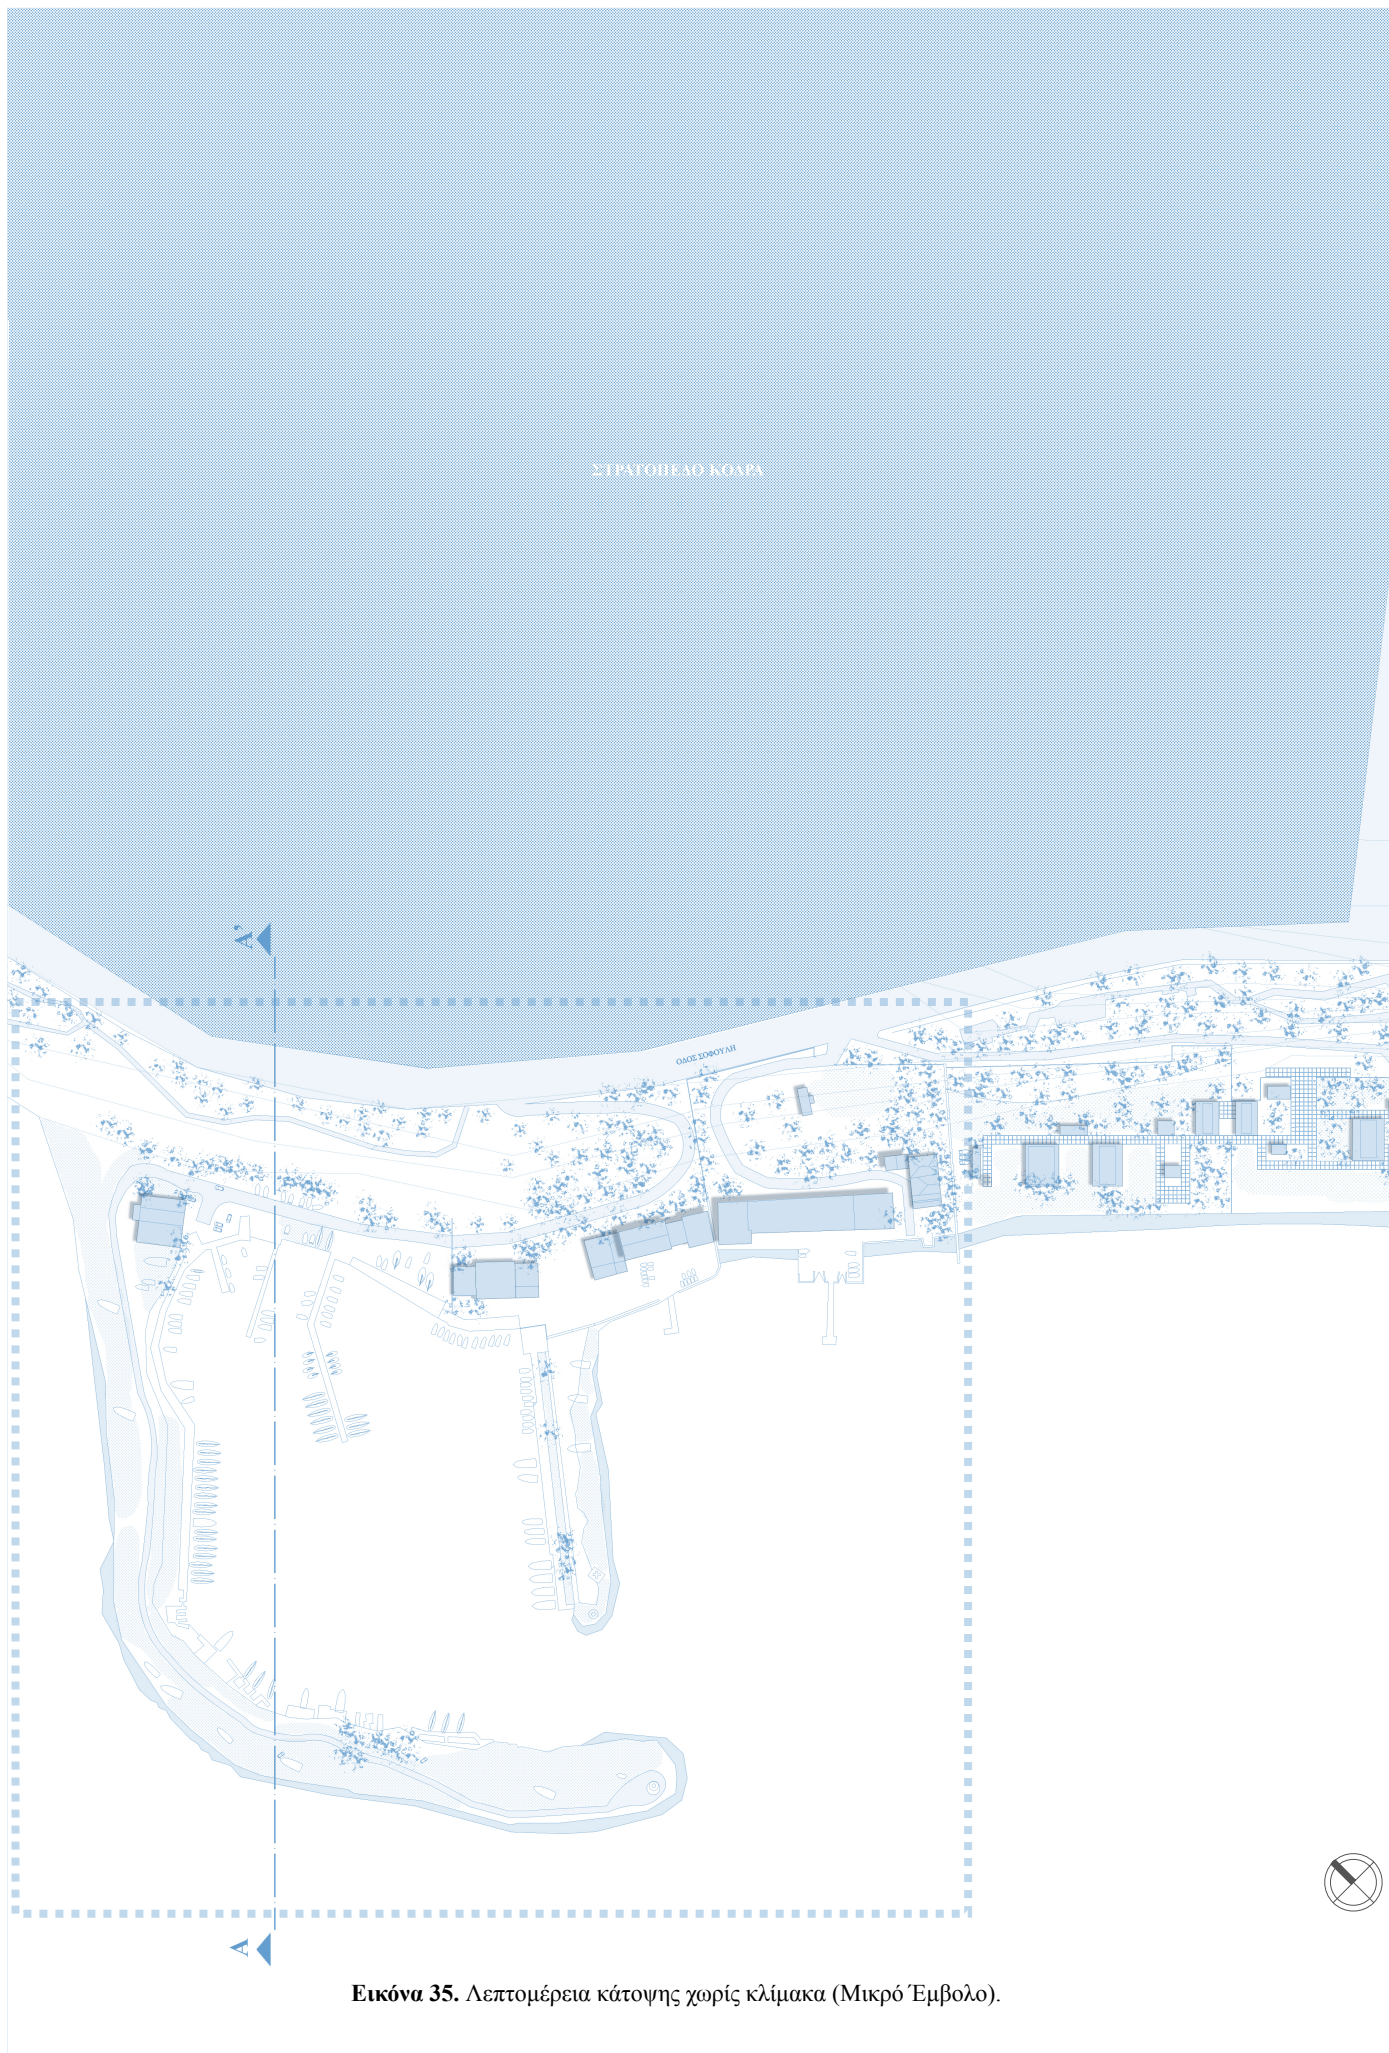 ΣΤΡΑΤΟΠΕΔΟ ΚΟΔΡΑ
Α’
ΟΔΟΣ ΣΟΦΟΥΛΗ
Α
Εικόνα 35. Λεπτομέρεια κάτοψης χωρίς κλίμακα (Μικρό Έμβολο).